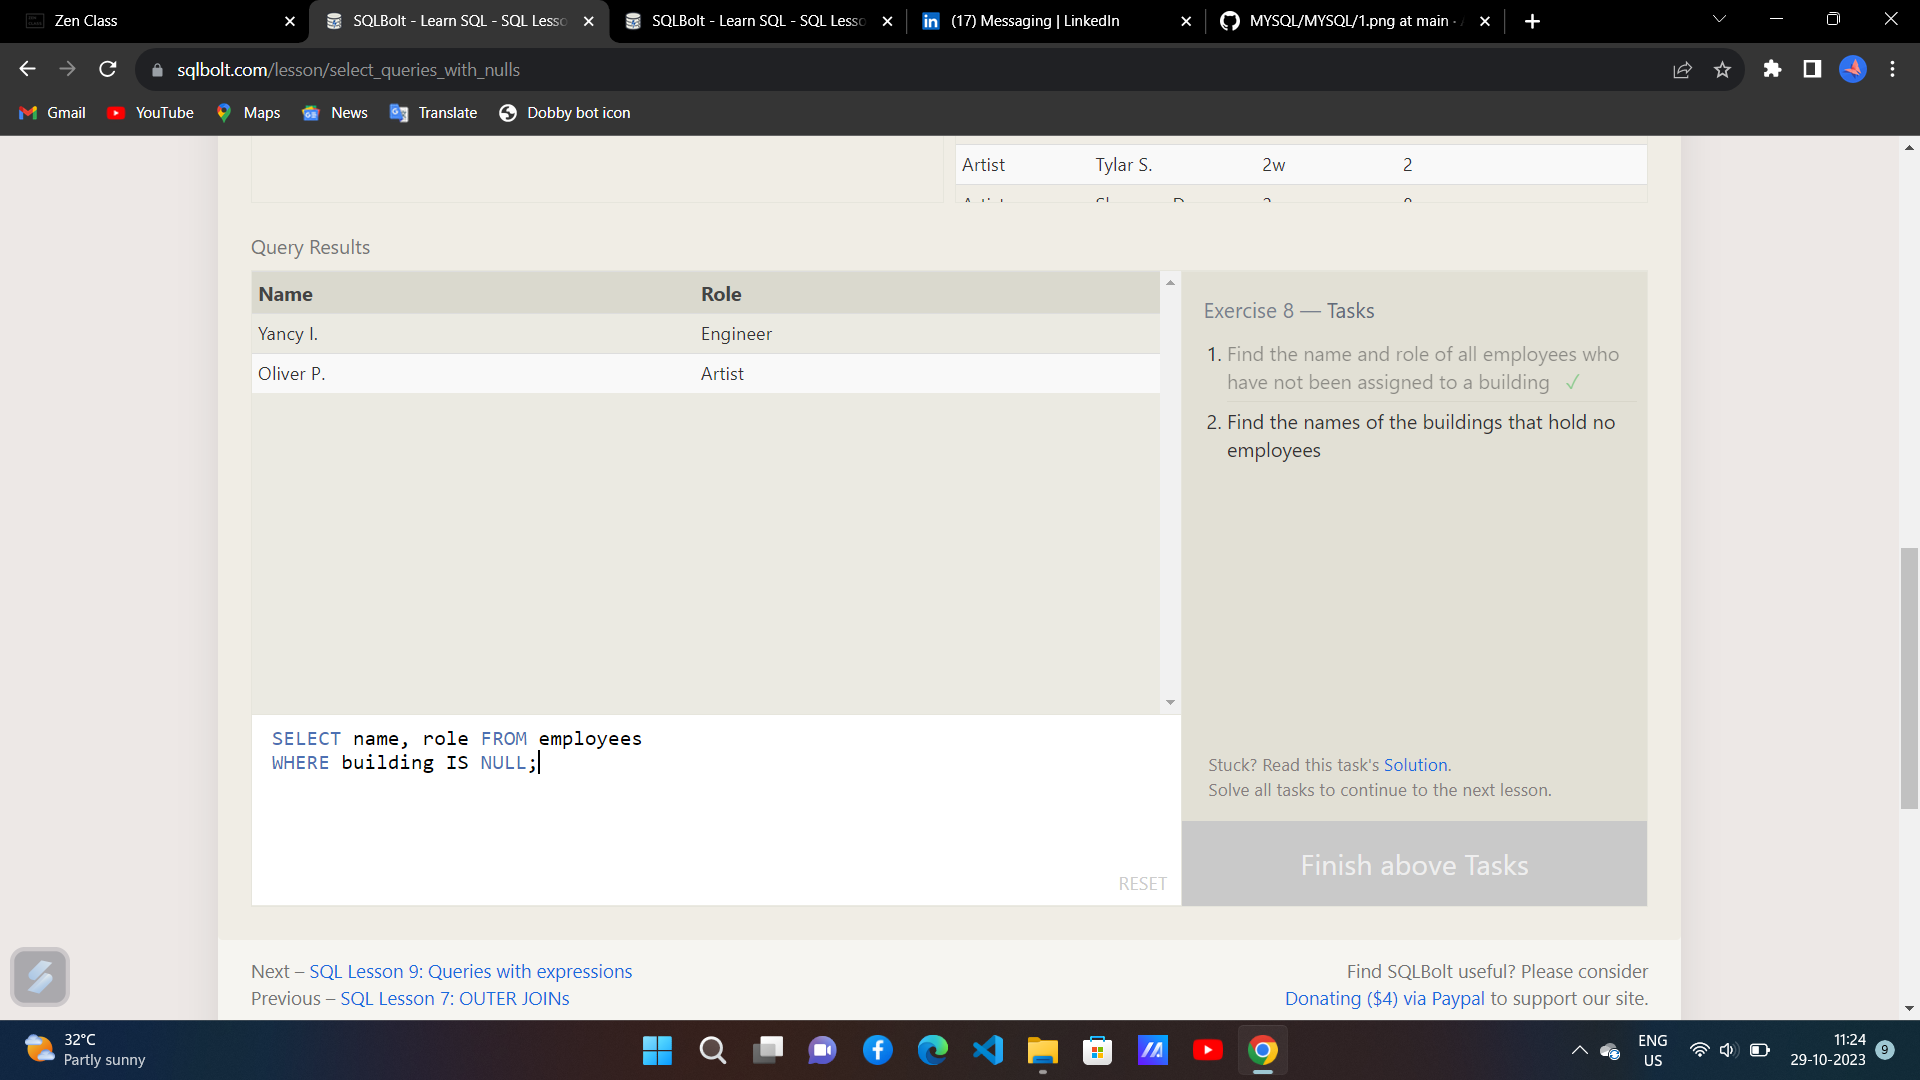 Zen Class
SQLBolt - Learn SQL - SQL Lesso
SQLBolt - Learn SQL - SQL Lesso
(17) Messaging | LinkedIn
MYSQL/MYSQL/1.png at main ·
sqlbolt.com/lesson/select_queries_with_nulls
Gmail
YouTube
Maps
News
Translate
Dobby bot icon
Artist Tylar S. 2w 2
Query Results
Name Role
Yancy I. Engineer
Oliver P. Artist
Exercise 8 — Tasks
1. Find the name and role of all employees who
have not been assigned to a building ✓
2. Find the names of the buildings that hold no
employees
SELECT name, role FROM employees
WHERE building IS NULL;
RESET
Stuck? Read this task's Solution.
Solve all tasks to continue to the next lesson.
Finish above Tasks
Next – SQL Lesson 9: Queries with expressions
Previous – SQL Lesson 7: OUTER JOINs
Find SQLBolt useful? Please consider
Donating ($4) via Paypal to support our site.
32°C
Partly sunny
ENG
US
11:24
29-10-2023
9